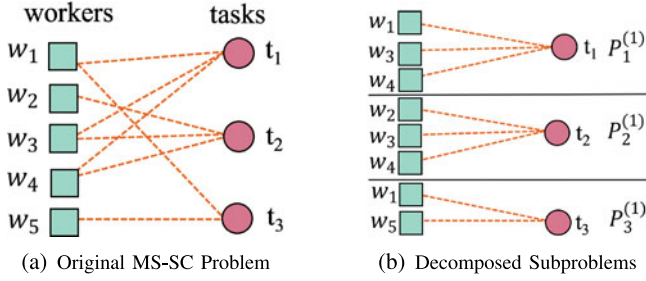 workers tasks
w₁
w₂
w₃
w₄
w₅
t₁
t₂
t₃
(a) Original MS-SC Problem
w₁
w₃
w₄
t₁ P₁⁽¹⁾
w₂
w₃
w₄
t₂ P₂⁽¹⁾
w₁
w₅
t₃ P₃⁽¹⁾
(b) Decomposed Subproblems